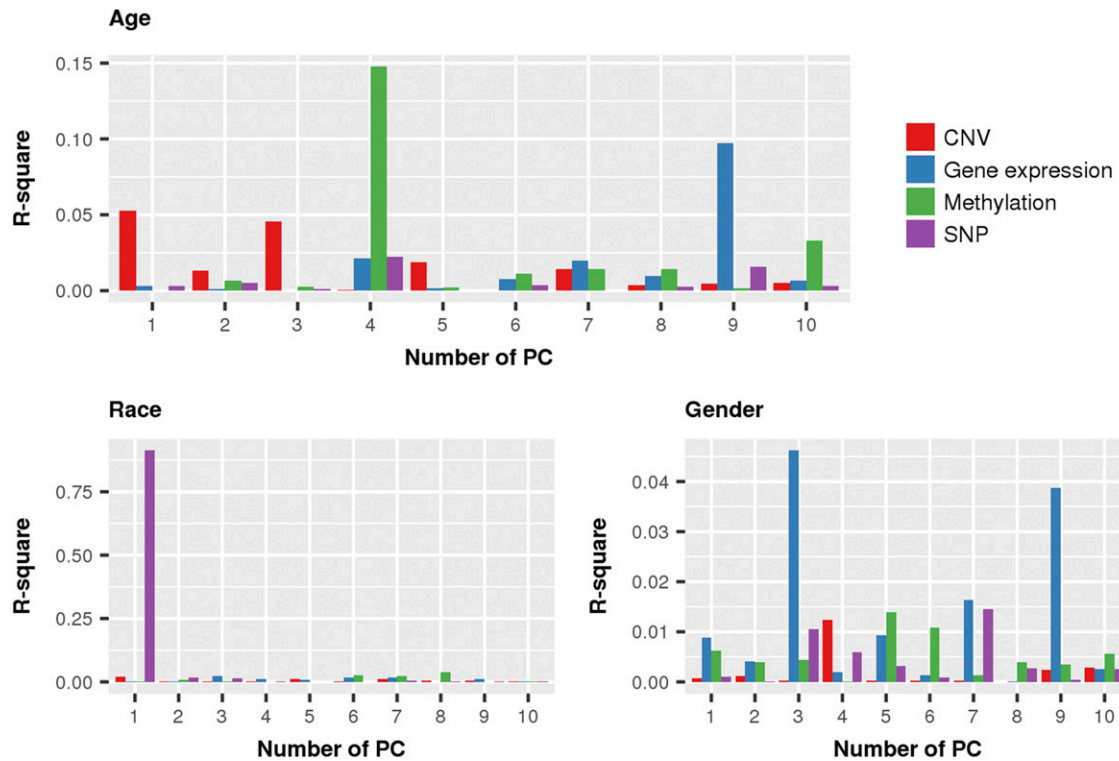 Age
R-square
0.15
0.10
0.05
0.00
1 2 3 4 5 6 7 8 9 10
Number of PC
CNV
Gene expression
Methylation
SNP
Race
R-square
0.75
0.50
0.25
0.00
1 2 3 4 5 6 7 8 9 10
Number of PC
Gender
R-square
0.04
0.03
0.02
0.01
0.00
1 2 3 4 5 6 7 8 9 10
Number of PC